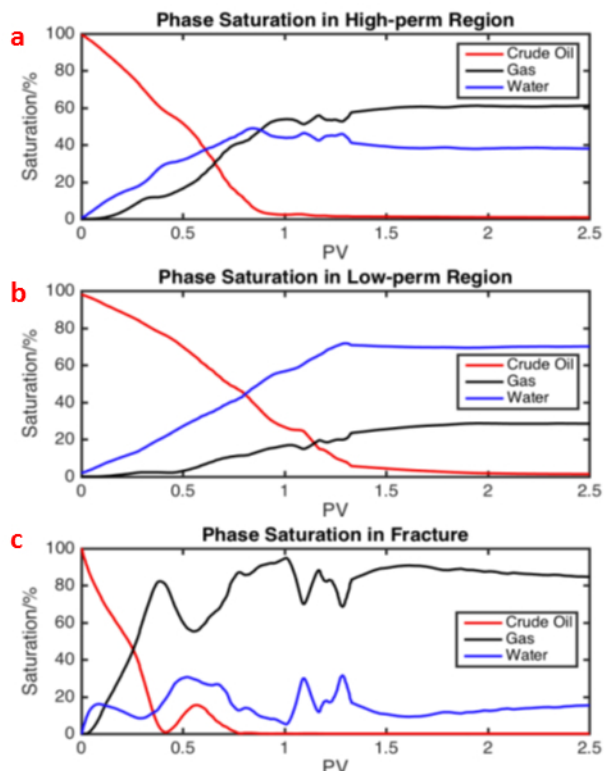 a
Phase Saturation in High-perm Region
Saturation/%
100
80
60
40
20
0
Crude Oil
Gas
Water
0
0.5
1
1.5
2
2.5
PV
b
Phase Saturation in Low-perm Region
Saturation/%
100
80
60
40
20
0
Crude Oil
Gas
Water
0
0.5
1
1.5
2
2.5
PV
c
Phase Saturation in Fracture
Saturation/%
100
80
60
40
20
0
Crude Oil
Gas
Water
0
0.5
1
1.5
2
2.5
PV